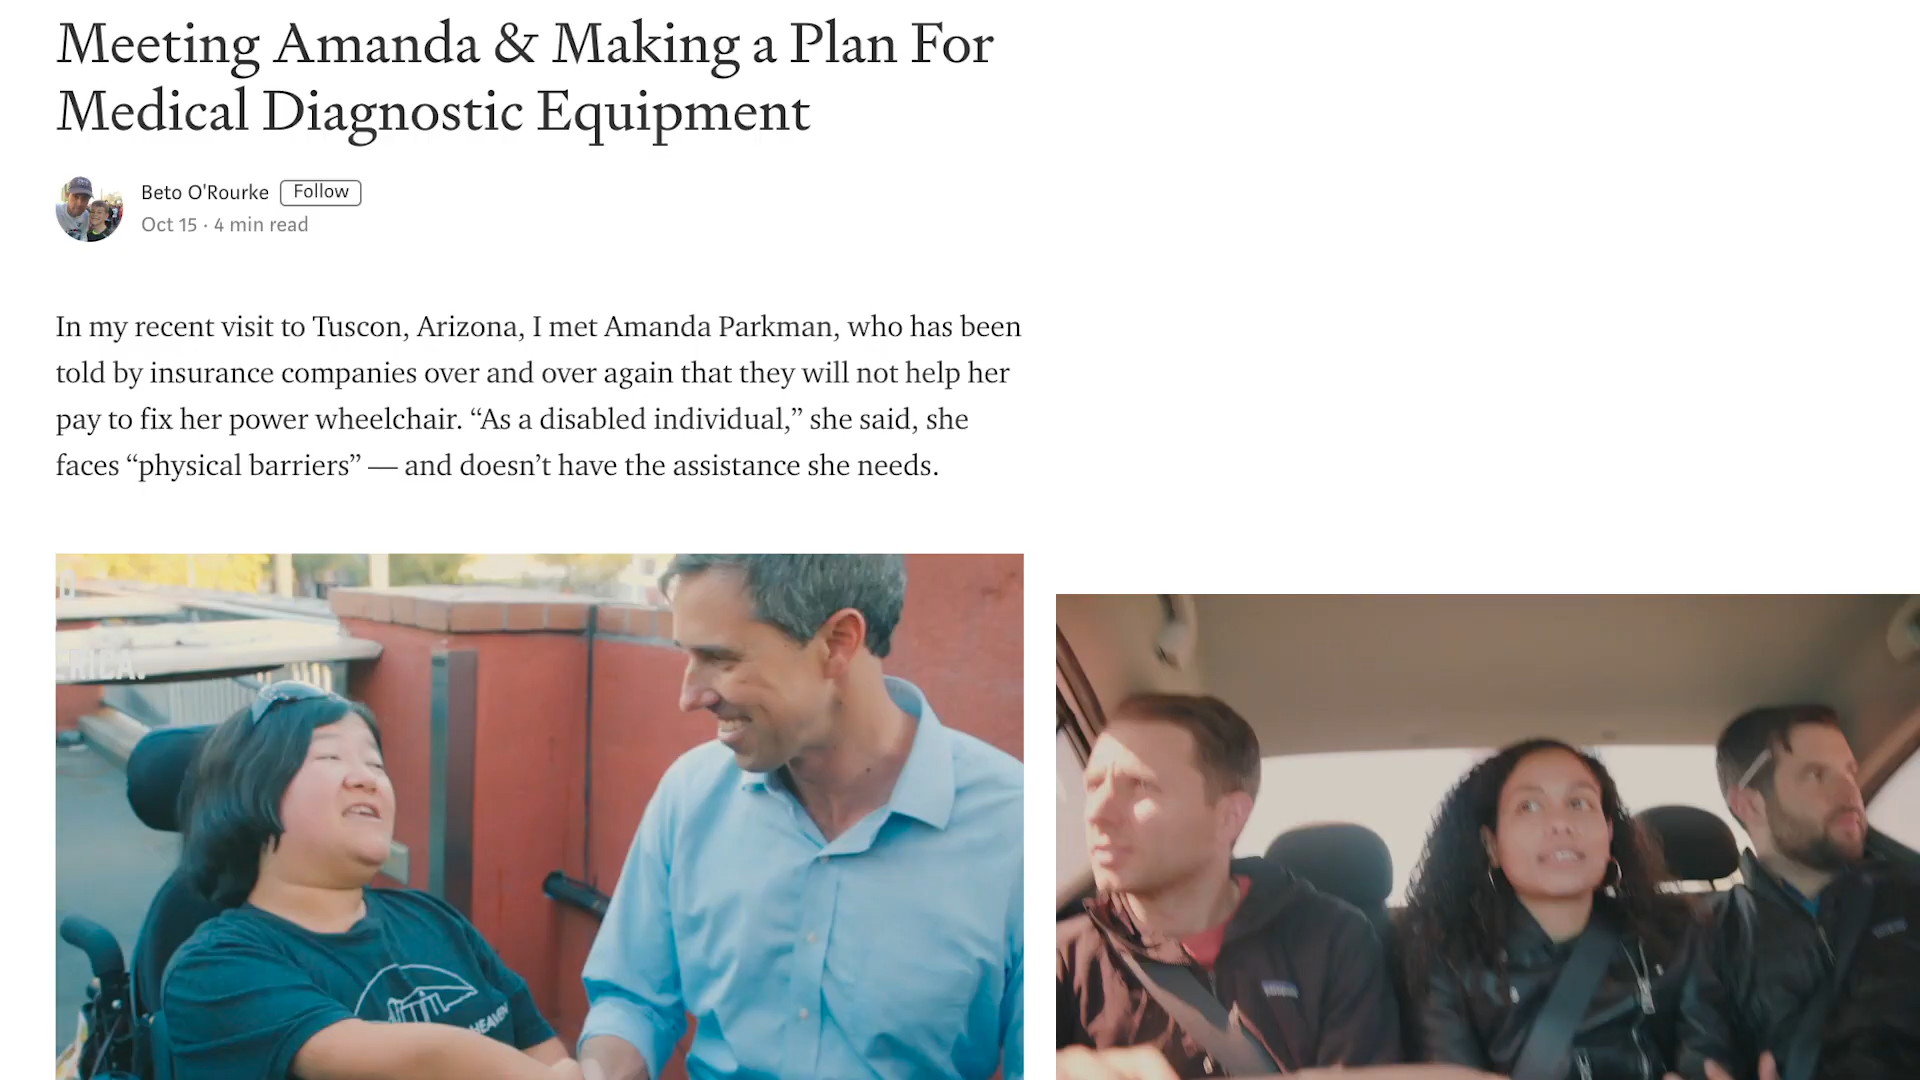 Meeting Amanda & Making a Plan For
Medical Diagnostic Equipment
Beto O'Rourke Follow
Oct 15 · 4 min read
In my recent visit to Tuscon, Arizona, I met Amanda Parkman, who has been
told by insurance companies over and over again that they will not help her
pay to fix her power wheelchair. “As a disabled individual,” she said, she
faces “physical barriers” — and doesn’t have the assistance she needs.
HEAVEN